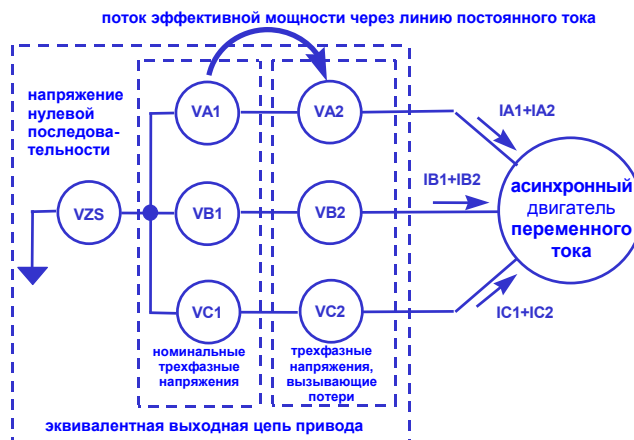 поток эффективной мощности через линию постоянного тока
напряжение
нулевой
последова-
тельности
VZS
VA1
VA2
IA1+IA2
VB1
VB2
IB1+IB2
асинхронный
двигатель
переменного
тока
VC1
VC2
IC1+IC2
номинальные
трехфазные
напряжения
трехфазные
напряжения,
вызывающие
потери
эквивалентная выходная цепь привода